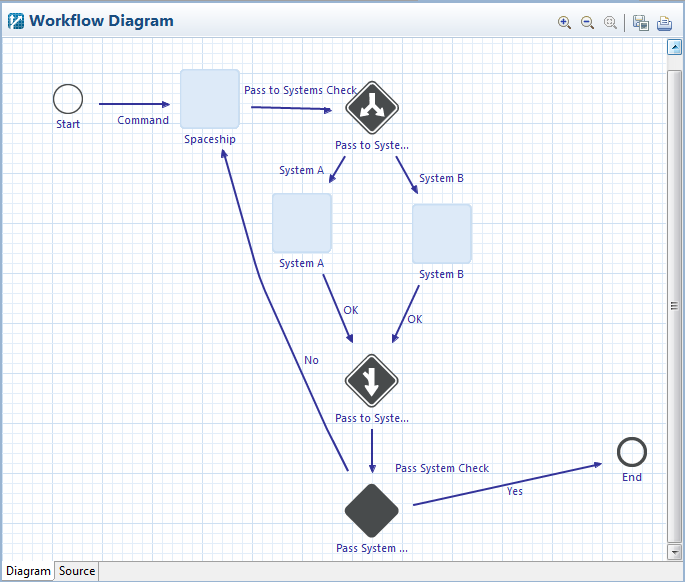 Workflow Diagram
Start
Command
Spaceship
Pass to Systems Check
Pass to Syste...
System A
System B
System A
System B
OK
OK
No
Pass to Syste...
Pass System Check
Yes
End
Pass System ...
Diagram
Source